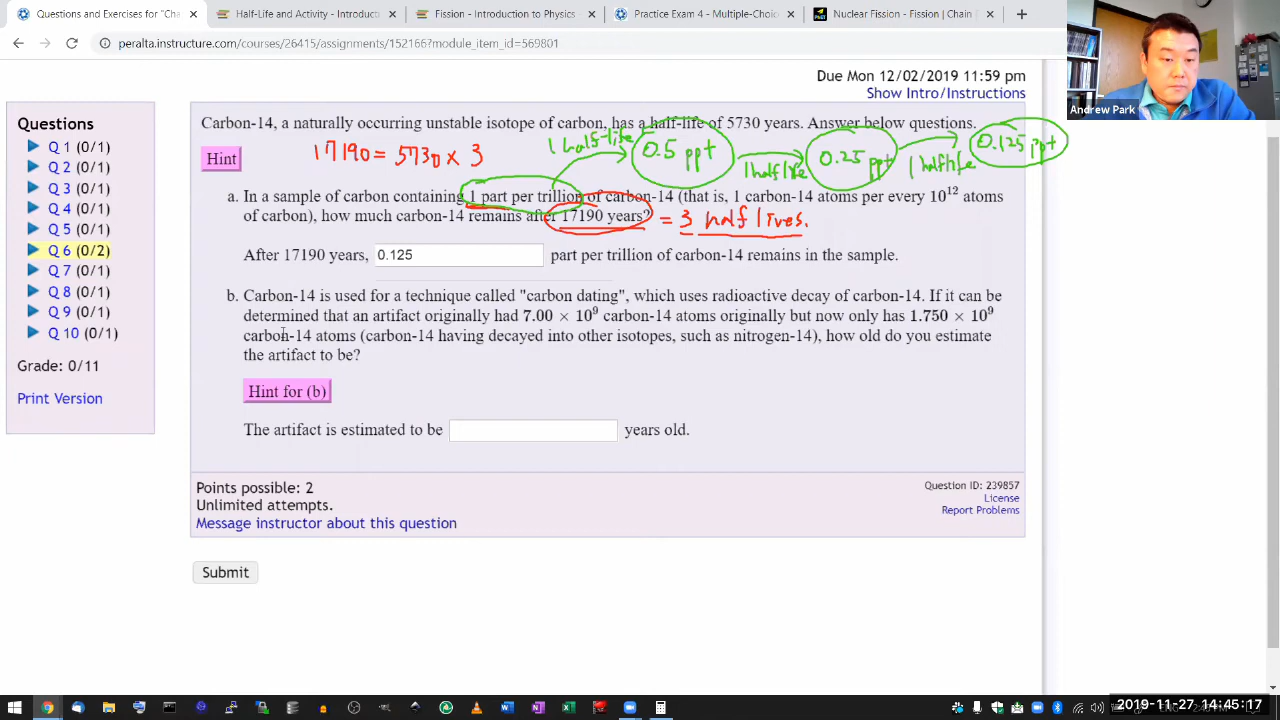 Exercises for "Cha
Half-Life and Activity - Introductio
Fission - Introduction to Physics
Practice Exam 4 - Multiple-Choic
Nuclear Fission - Fission | Chain |
peralta.instructure.com/courses/26415/assignments/152166?module_item_id=569801
Andrew Park
Due Mon 12/02/2019 11:59 pm
Show Intro/Instructions
Questions
Q 1 (0/1)
Q 2 (0/1)
Q 3 (0/1)
Q 4 (0/1)
Q 5 (0/1)
Q 6 (0/2)
Q 7 (0/1)
Q 8 (0/1)
Q 9 (0/1)
Q 10 (0/1)
Grade: 0/11
Print Version
Carbon-14, a naturally ocurring unstable isotope of carbon, has a half-life of 5730 years. Answer below questions.
Hint
17190 = 5730 × 3
1 half-life
0.5 ppt
1 half life
0.25 ppt
1 half life
0.125 ppt
a. In a sample of carbon containing 1 part per trillion of carbon-14 (that is, 1 carbon-14 atoms per every 10¹² atoms
of carbon), how much carbon-14 remains after 17190 years?
= 3 half lives.
After 17190 years, 0.125 part per trillion of carbon-14 remains in the sample.
b. Carbon-14 is used for a technique called "carbon dating", which uses radioactive decay of carbon-14. If it can be
determined that an artifact originally had 7.00 × 10⁹ carbon-14 atoms originally but now only has 1.750 × 10⁹
carbon-14 atoms (carbon-14 having decayed into other isotopes, such as nitrogen-14), how old do you estimate
the artifact to be?
Hint for (b)
The artifact is estimated to be years old.
Points possible: 2
Unlimited attempts.
Message instructor about this question
Question ID: 239857
License
Report Problems
Submit
2019-11-27 14:45:17